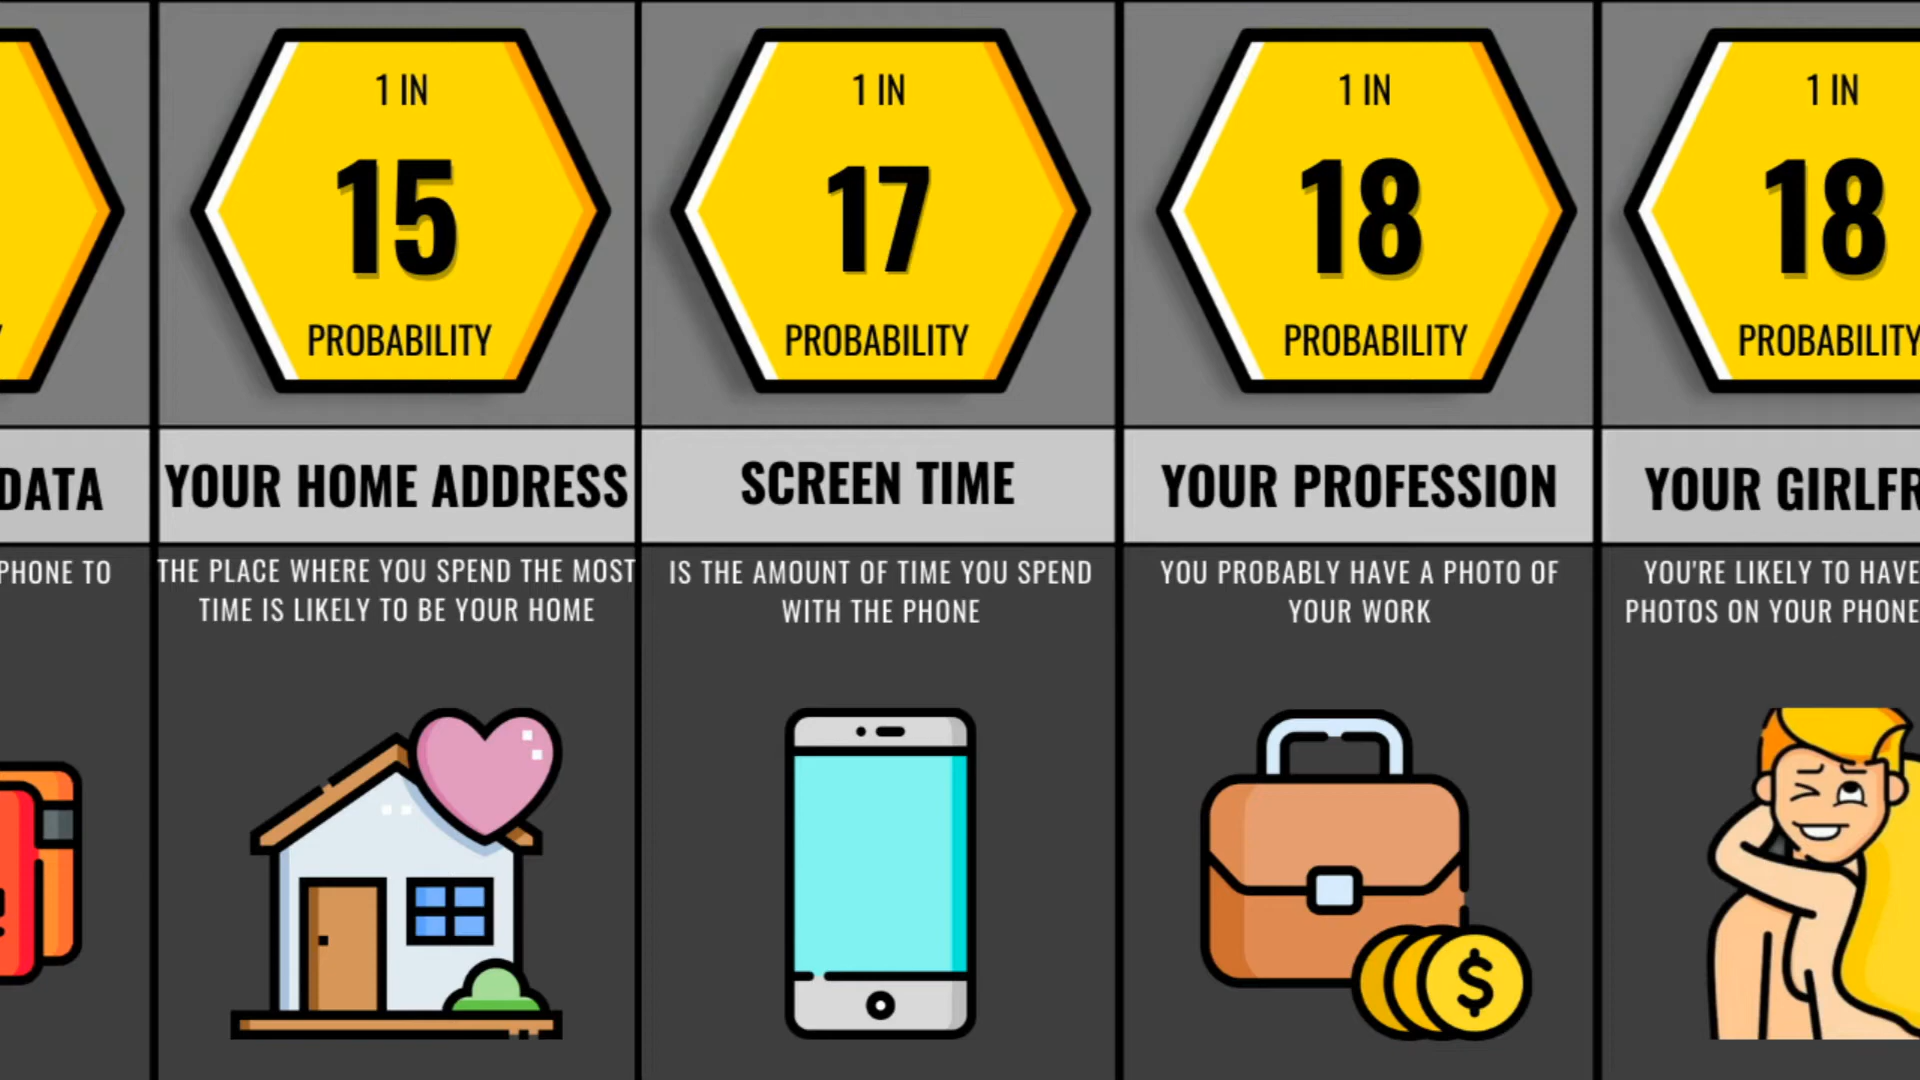 DATA
PHONE TO
1 IN
15
PROBABILITY
YOUR HOME ADDRESS
THE PLACE WHERE YOU SPEND THE MOST
TIME IS LIKELY TO BE YOUR HOME
1 IN
17
PROBABILITY
SCREEN TIME
IS THE AMOUNT OF TIME YOU SPEND
WITH THE PHONE
1 IN
18
PROBABILITY
YOUR PROFESSION
YOU PROBABLY HAVE A PHOTO OF
YOUR WORK
$
1 IN
18
PROBABILITY
YOUR GIRLFR
YOU'RE LIKELY TO HAVE
PHOTOS ON YOUR PHONE